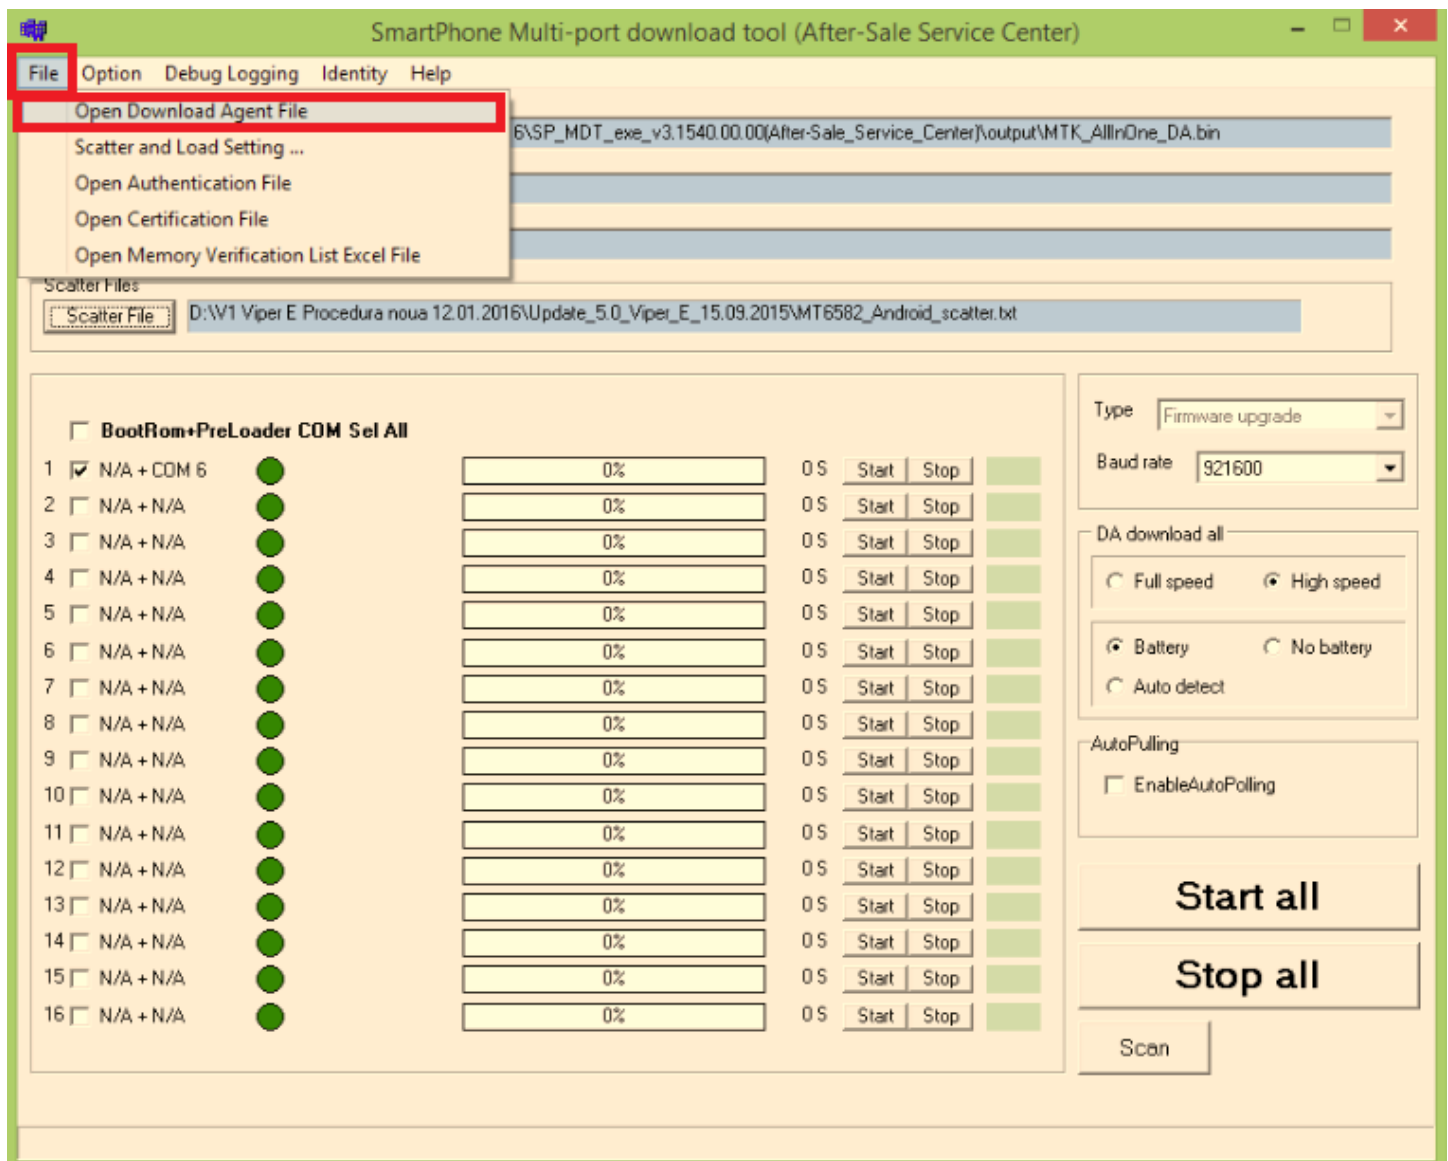 SmartPhone Multi-port download tool (After-Sale Service Center)
File Option Debug Logging Identity Help
Open Download Agent File
6\SP_MDT_exe_v3.1540.00.00(After-Sale_Service_Center)\output\MTK_AllInOne_DA.bin
Scatter and Load Setting ...
Open Authentication File
Open Certification File
Open Memory Verification List Excel File
Scatter Files
Scatter File D:\V1 Viper E Procedura noua 12.01.2016\Update_5.0_Viper_E_15.09.2015\MT6582_Android_scatter.txt
BootRom+PreLoader COM Sel All
1 N/A + COM 6 0% 0 S Start Stop
2 N/A + N/A 0% 0 S Start Stop
3 N/A + N/A 0% 0 S Start Stop
4 N/A + N/A 0% 0 S Start Stop
5 N/A + N/A 0% 0 S Start Stop
6 N/A + N/A 0% 0 S Start Stop
7 N/A + N/A 0% 0 S Start Stop
8 N/A + N/A 0% 0 S Start Stop
9 N/A + N/A 0% 0 S Start Stop
10 N/A + N/A 0% 0 S Start Stop
11 N/A + N/A 0% 0 S Start Stop
12 N/A + N/A 0% 0 S Start Stop
13 N/A + N/A 0% 0 S Start Stop
14 N/A + N/A 0% 0 S Start Stop
15 N/A + N/A 0% 0 S Start Stop
16 N/A + N/A 0% 0 S Start Stop
Type Firmware upgrade
Baud rate 921600
DA download all
Full speed High speed
Battery No battery
Auto detect
AutoPulling
EnableAutoPolling
Start all
Stop all
Scan